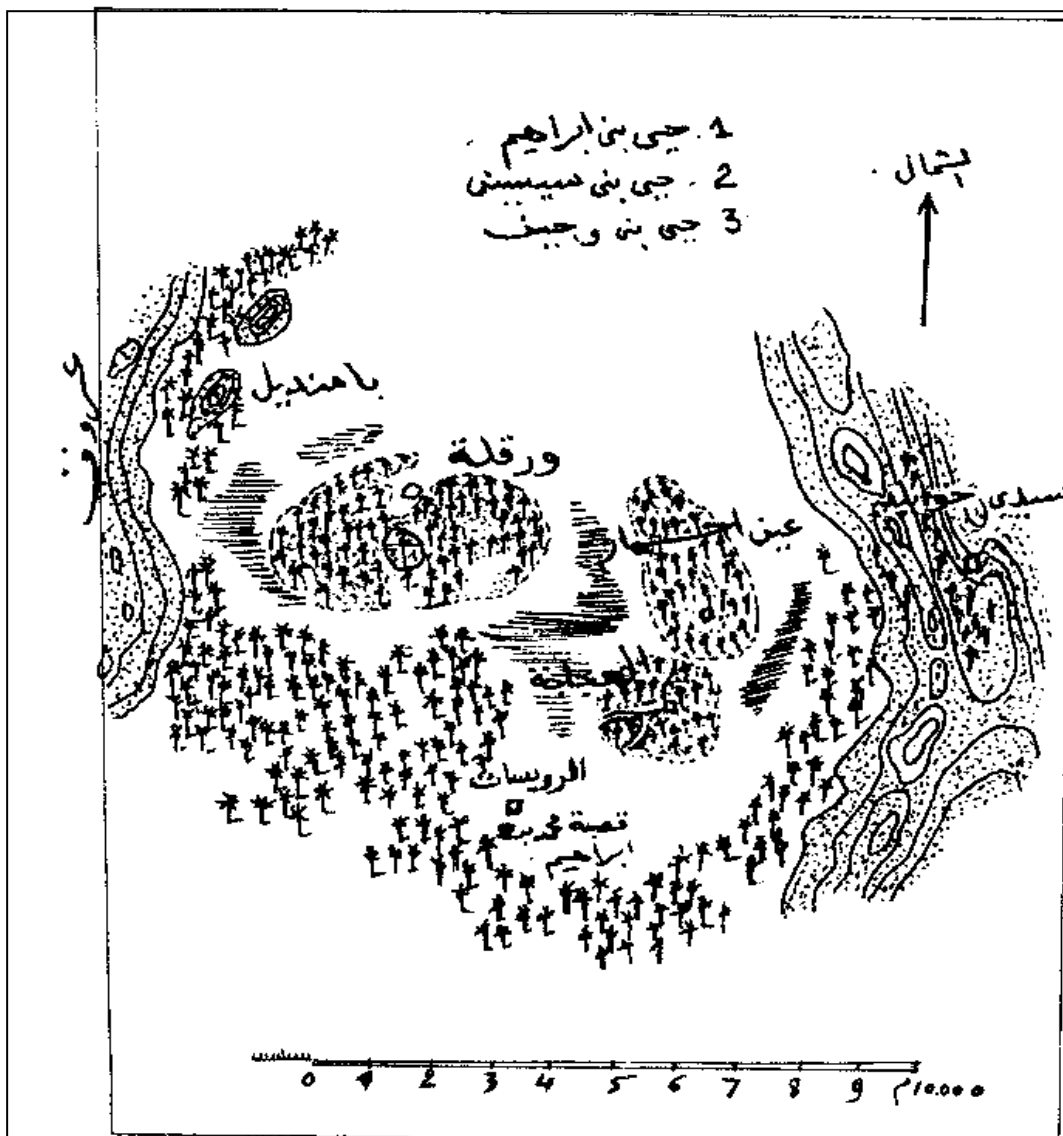 1. حي بني ابراهيم.
2. حي بني سيسين
3 حي بني وجين
الشمال.
بامنديل
ورقلة
عين
سيدي
الرويسات
قصبة
ابراهيم
0 1 2 3 4 5 6 7 8 9 10.000م